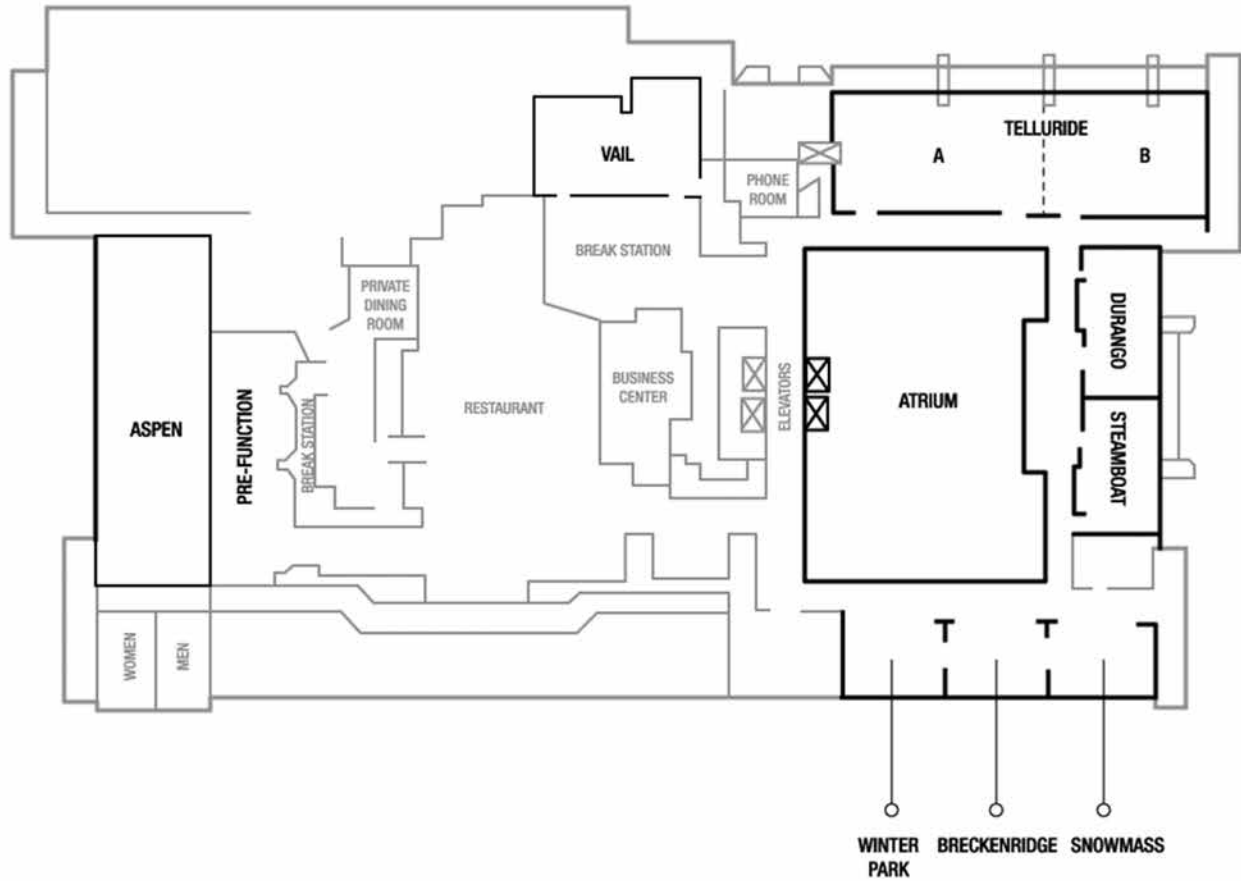 TELLURIDE
A
B
VAIL
PHONE
ROOM
BREAK STATION
PRIVATE
DINING
ROOM
DURANGO
BUSINESS
CENTER
ELEVATORS
ATRIUM
RESTAURANT
ASPEN
PRE-FUNCTION
BREAK STATION
STEAMBOAT
WOMEN
MEN
WINTER
PARK
BRECKENRIDGE
SNOWMASS